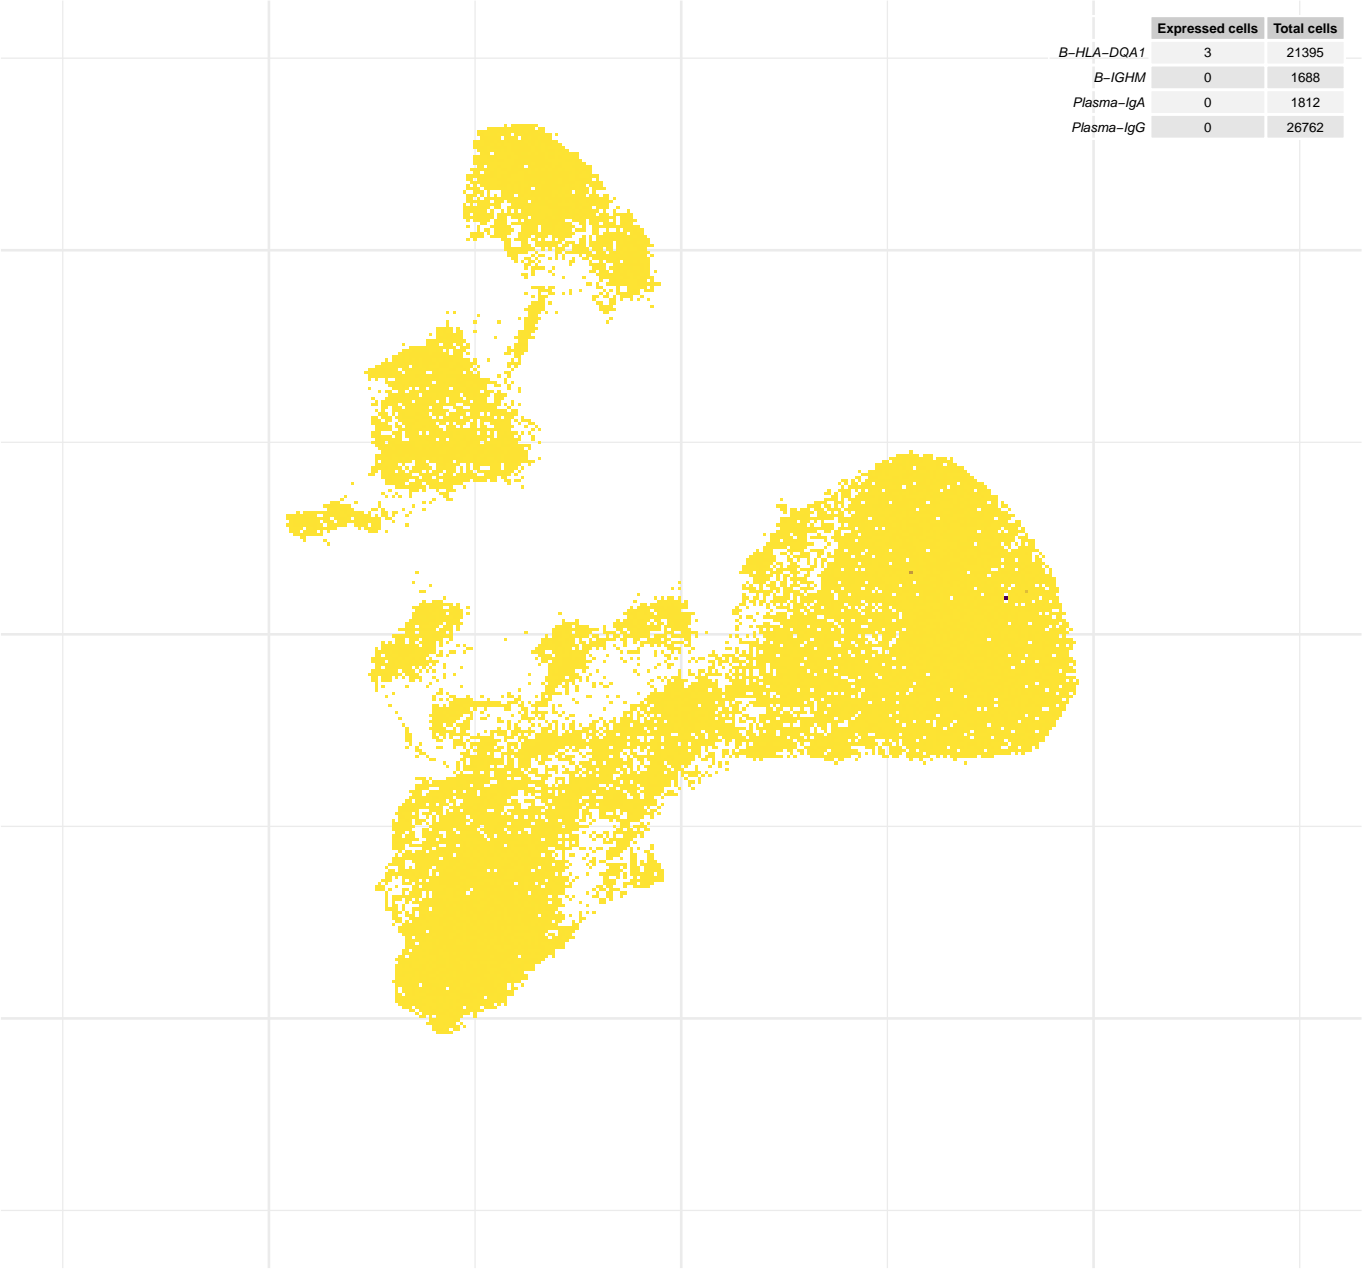 Expressed cells Total cells
B−HLA−DQA1 3 21395
B−IGHM 0 1688
Plasma−IgA 0 1812
Plasma−IgG 0 26762